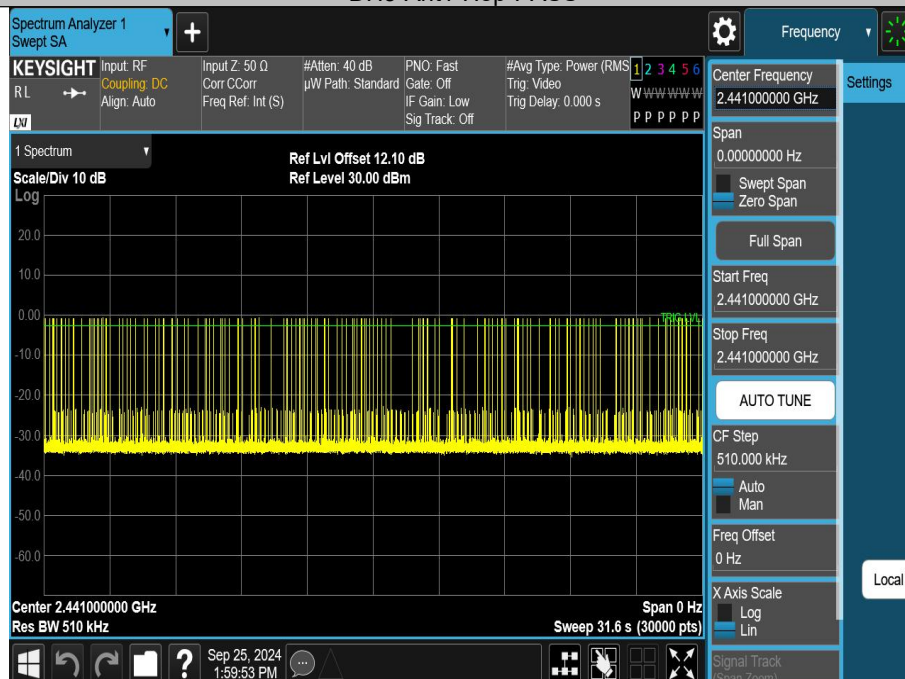 Spectrum Analyzer 1
Swept SA
+
Frequency
KEYSIGHT
RL
LXI
Input: RF
Coupling: DC
Align: Auto
Input Z: 50 Ω
Corr CCorr
Freq Ref: Int (S)
#Atten: 40 dB
µW Path: Standard
PNO: Fast
Gate: Off
IF Gain: Low
Sig Track: Off
#Avg Type: Power (RMS
Trig: Video
Trig Delay: 0.000 s
1 2 3 4 5 6
W W W W W W
P P P P P P
1 Spectrum
Scale/Div 10 dB
Ref Lvl Offset 12.10 dB
Ref Level 30.00 dBm
Log
20.0
10.0
0.00
TRIG LVL
-10.0
-20.0
-30.0
-40.0
-50.0
-60.0
Center 2.441000000 GHz
Res BW 510 kHz
Span 0 Hz
Sweep 31.6 s (30000 pts)
Center Frequency
2.441000000 GHz
Settings
Span
0.00000000 Hz
Swept Span
Zero Span
Full Span
Start Freq
2.441000000 GHz
Stop Freq
2.441000000 GHz
AUTO TUNE
CF Step
510.000 kHz
Auto
Man
Freq Offset
0 Hz
X Axis Scale
Log
Lin
Local
Signal Track
(Span Zoom)
?
Sep 25, 2024
1:59:53 PM